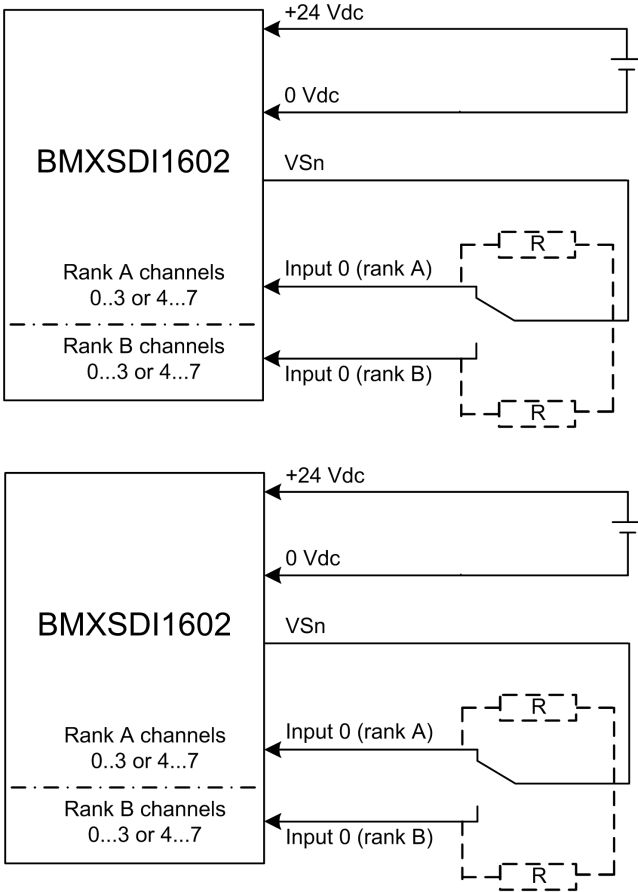 +24 Vdc
0 Vdc
BMXSDI1602
VSn
R
Rank A channels
0..3 or 4...7
Input 0 (rank A)
Rank B channels
0...3 or 4...7
Input 0 (rank B)
R
+24 Vdc
0 Vdc
BMXSDI1602
VSn
R
Rank A channels
0..3 or 4...7
Input 0 (rank A)
Rank B channels
0...3 or 4...7
Input 0 (rank B)
R